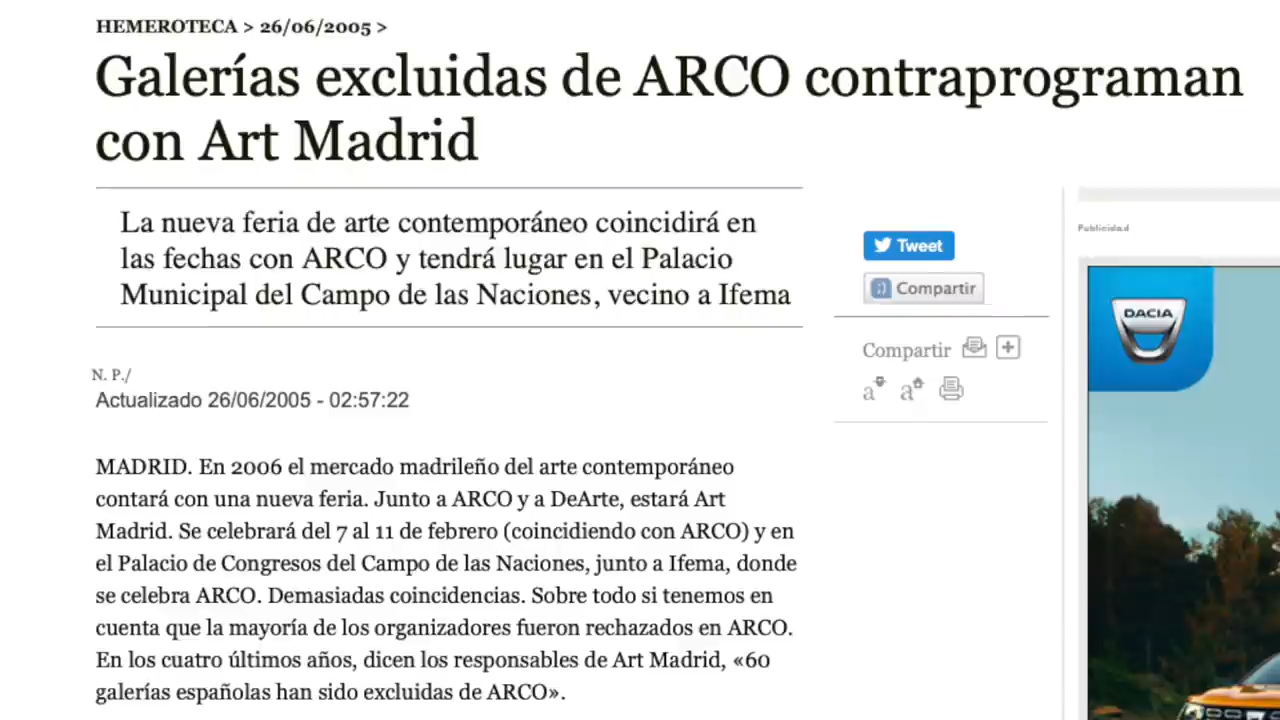 HEMEROTECA > 26/06/2005 >
Galerías excluidas de ARCO contraprograman
con Art Madrid
La nueva feria de arte contemporáneo coincidirá en
las fechas con ARCO y tendrá lugar en el Palacio
Municipal del Campo de las Naciones, vecino a Ifema
N. P./
Actualizado 26/06/2005 - 02:57:22
MADRID. En 2006 el mercado madrileño del arte contemporáneo
contará con una nueva feria. Junto a ARCO y a DeArte, estará Art
Madrid. Se celebrará del 7 al 11 de febrero (coincidiendo con ARCO) y en
el Palacio de Congresos del Campo de las Naciones, junto a Ifema, donde
se celebra ARCO. Demasiadas coincidencias. Sobre todo si tenemos en
cuenta que la mayoría de los organizadores fueron rechazados en ARCO.
En los cuatro últimos años, dicen los responsables de Art Madrid, «60
galerías españolas han sido excluidas de ARCO».
Tweet
Compartir
Compartir
a a
Publicidad
DACIA